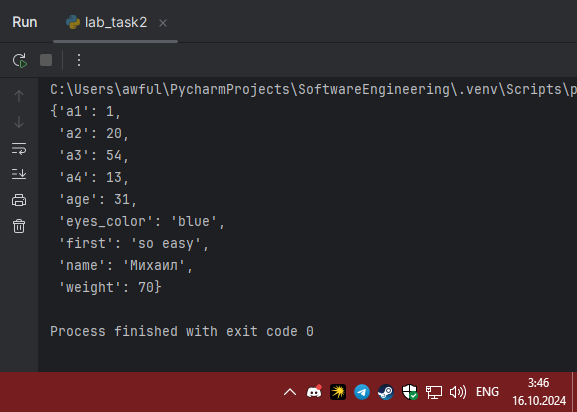 Run lab_task2
C:\Users\awful\PycharmProjects\SoftwareEngineering\.venv\Scripts\p
{'a1': 1,
 'a2': 20,
 'a3': 54,
 'a4': 13,
 'age': 31,
 'eyes_color': 'blue',
 'first': 'so easy',
 'name': 'Михаил',
 'weight': 70}
Process finished with exit code 0
ENG 3:46
16.10.2024